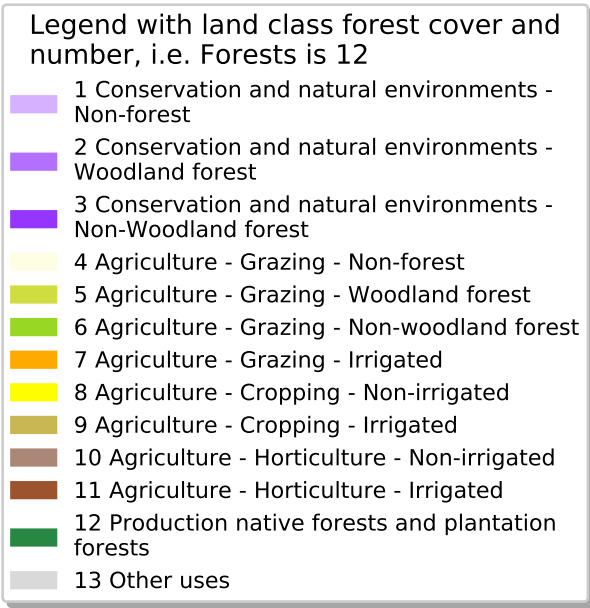 Legend with land class forest cover and
number, i.e. Forests is 12
1 Conservation and natural environments -
Non-forest
2 Conservation and natural environments -
Woodland forest
3 Conservation and natural environments -
Non-Woodland forest
4 Agriculture - Grazing - Non-forest
5 Agriculture - Grazing - Woodland forest
6 Agriculture - Grazing - Non-woodland forest
7 Agriculture - Grazing - Irrigated
8 Agriculture - Cropping - Non-irrigated
9 Agriculture - Cropping - Irrigated
10 Agriculture - Horticulture - Non-irrigated
11 Agriculture - Horticulture - Irrigated
12 Production native forests and plantation
forests
13 Other uses